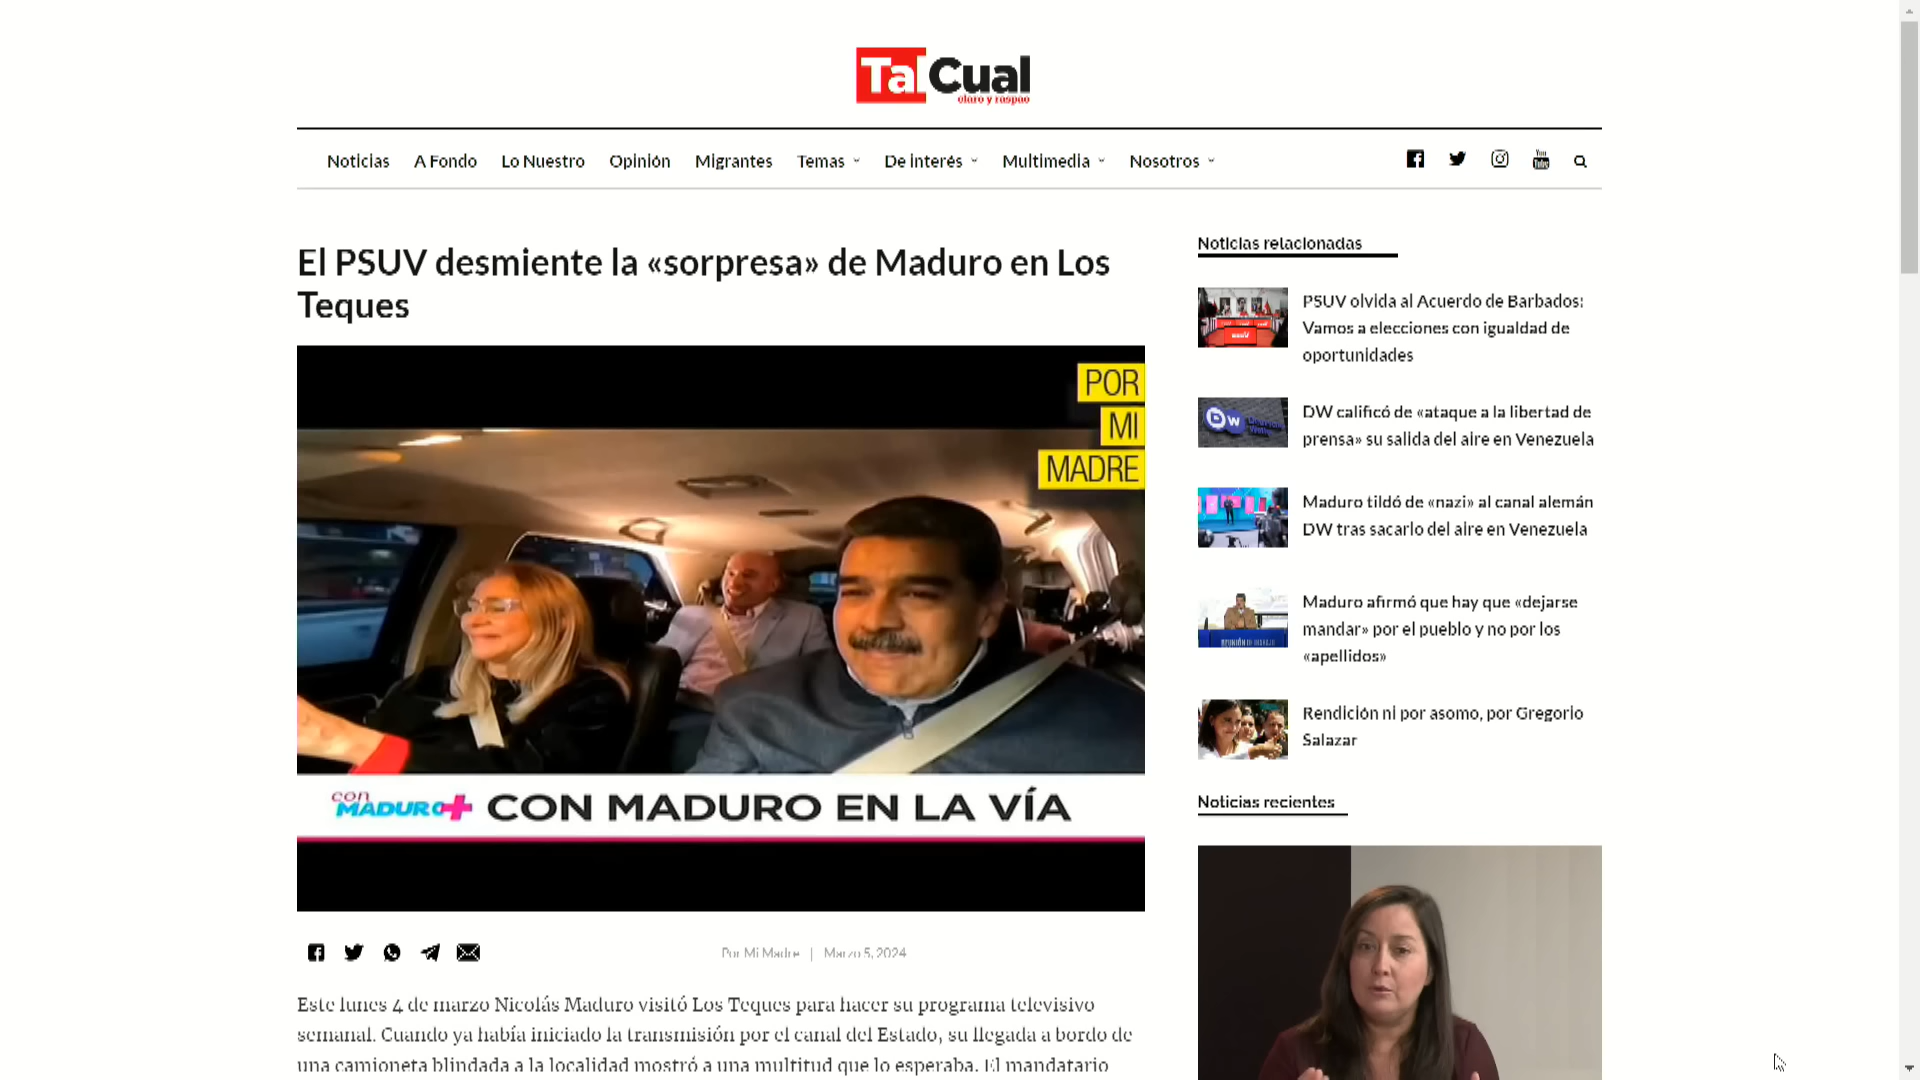 TalCual
claro y raspao
Noticias A Fondo Lo Nuestro Opinión Migrantes Temas De interés Multimedia Nosotros
El PSUV desmiente la «sorpresa» de Maduro en Los
Teques
POR
MI
MADRE
con
MADURO+ CON MADURO EN LA VÍA
Por Mi Madre | Marzo 5, 2024
Este lunes 4 de marzo Nicolás Maduro visitó Los Teques para hacer su programa televisivo
semanal. Cuando ya había iniciado la transmisión por el canal del Estado, su llegada a bordo de
una camioneta blindada a la localidad mostró a una multitud que lo esperaba. El mandatario
Noticias relacionadas
PSUV olvida al Acuerdo de Barbados:
Vamos a elecciones con igualdad de
oportunidades
DW
DW calificó de «ataque a la libertad de
prensa» su salida del aire en Venezuela
Maduro tildó de «nazi» al canal alemán
DW tras sacarlo del aire en Venezuela
Maduro afirmó que hay que «dejarse
mandar» por el pueblo y no por los
«apellidos»
Rendición ni por asomo, por Gregorio
Salazar
Noticias recientes